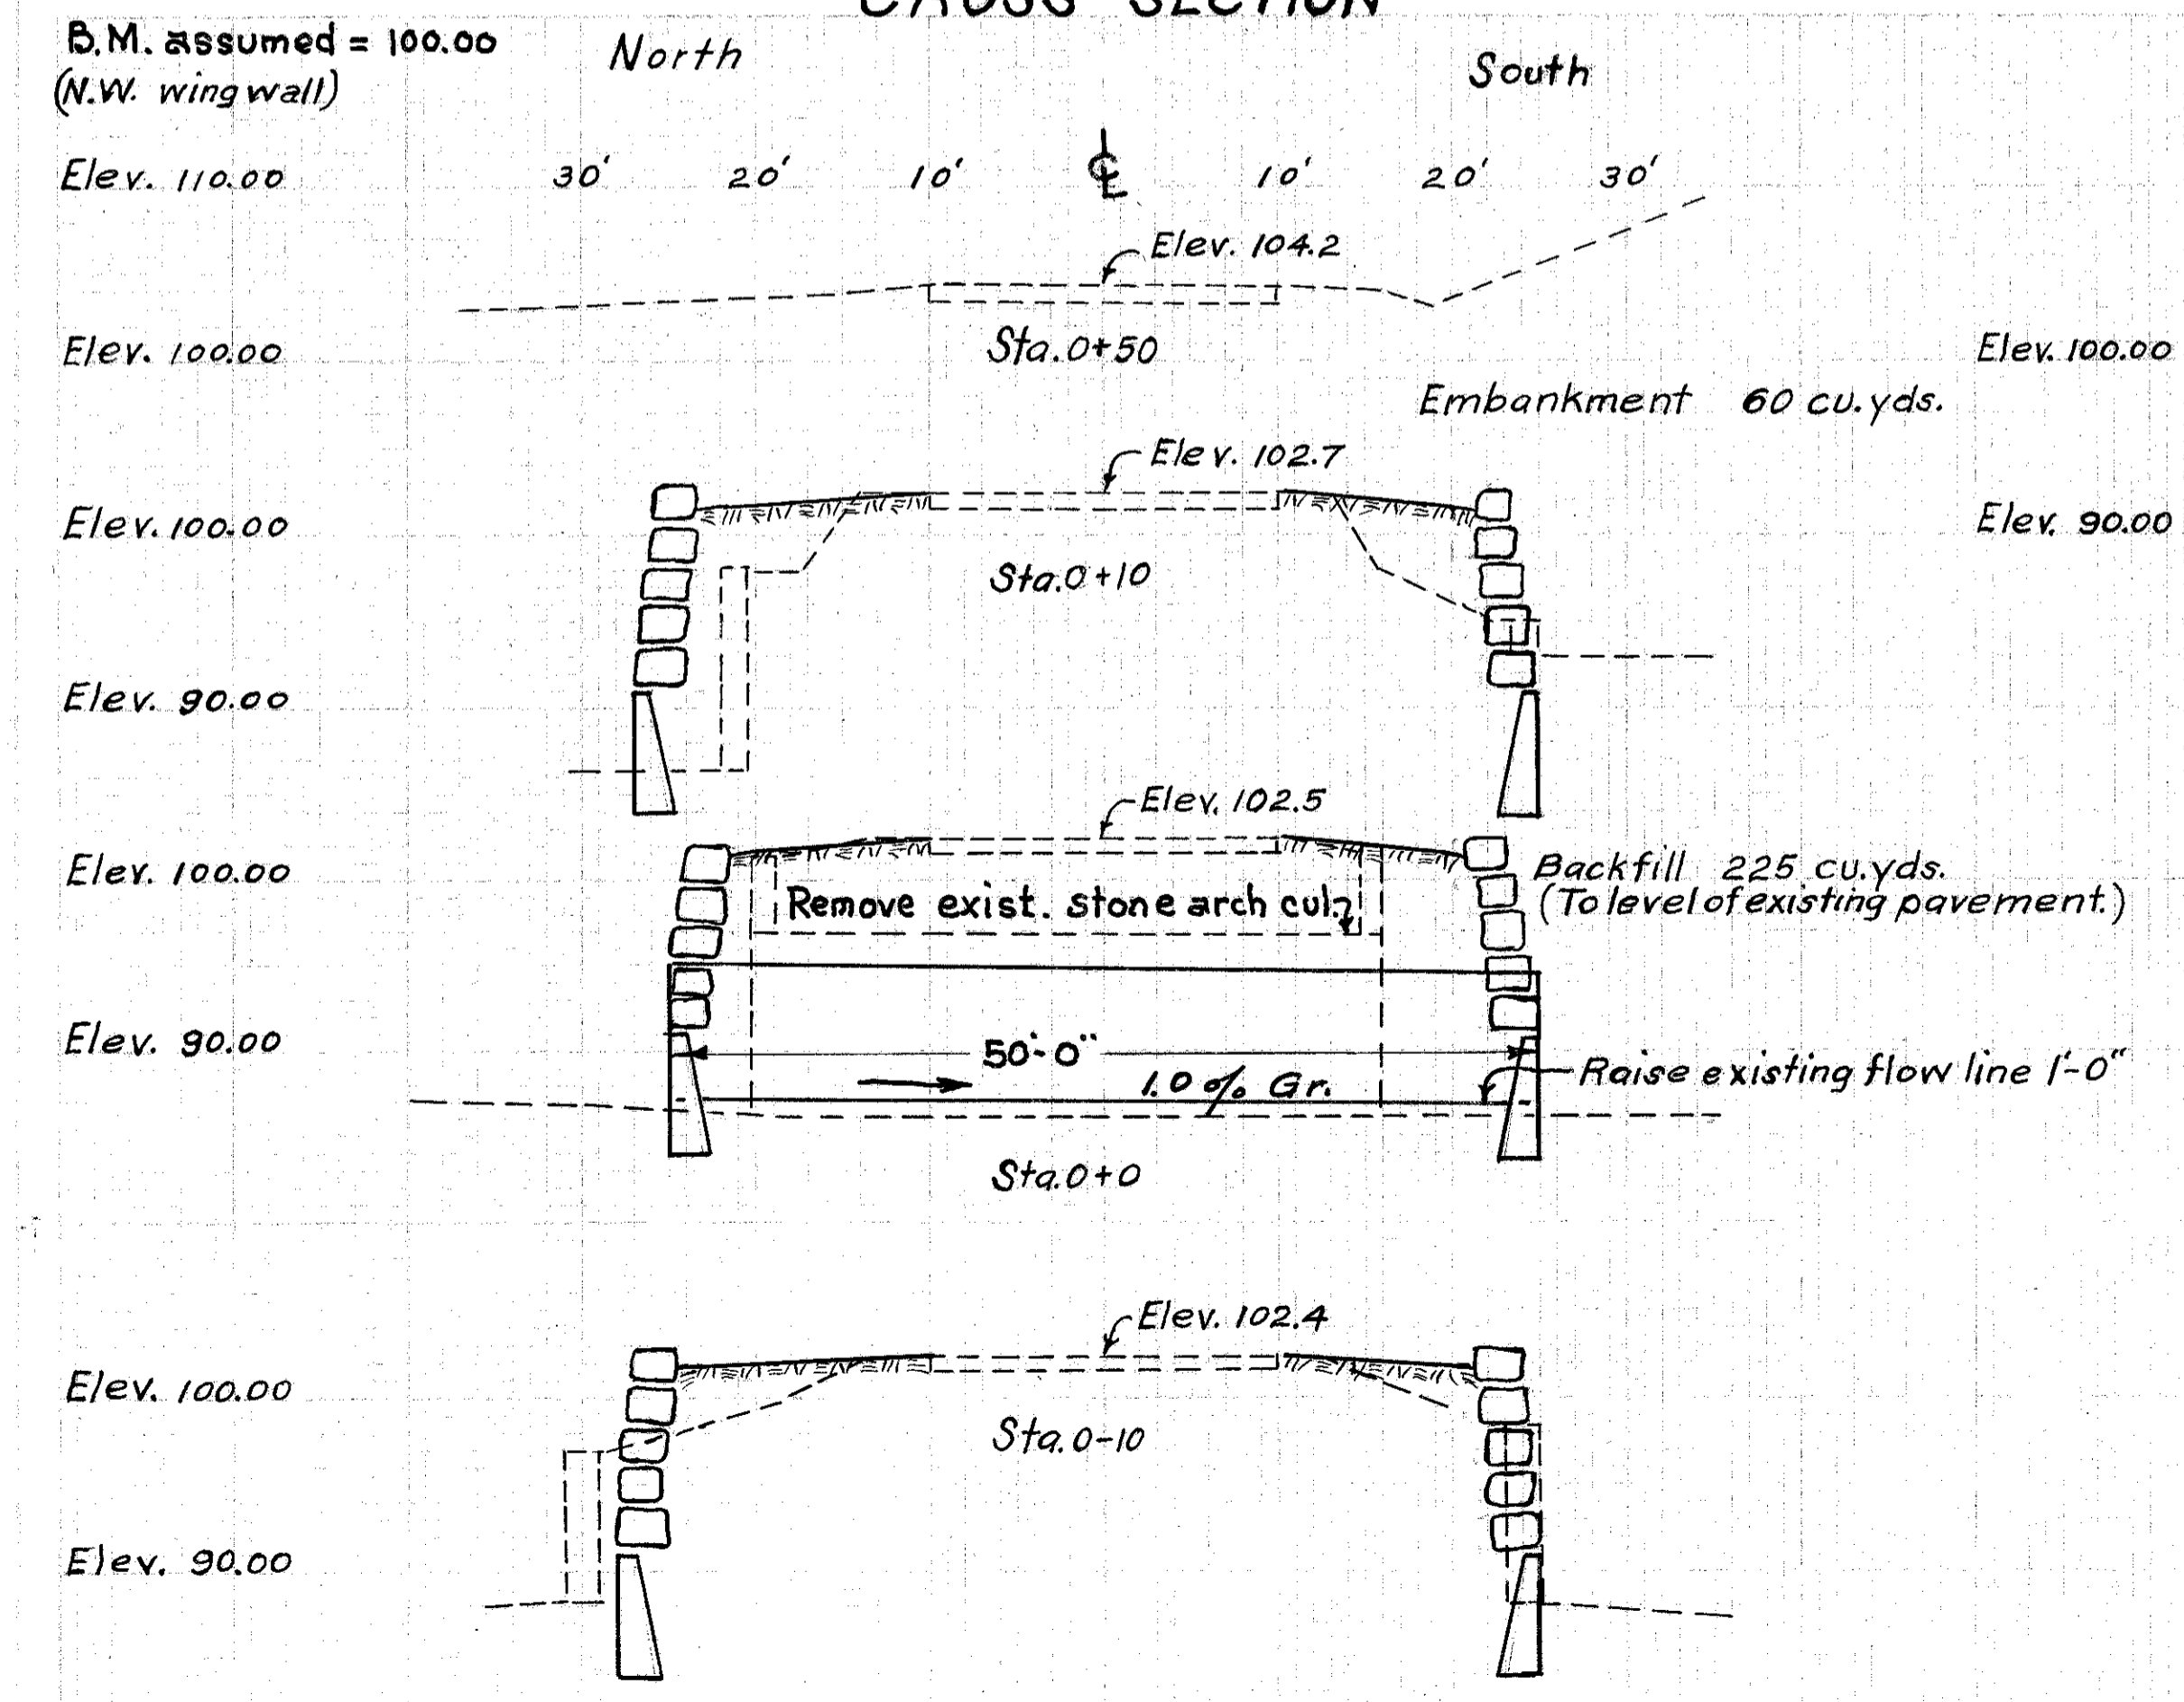 CROSS SECTION
B.M. assumed = 100.00
(N.W. wing wall)
North
South
Elev. 110.00
30' 20' 10' ℄ 10' 20' 30'
Elev. 104.2
Elev. 100.00
Sta. 0+50
Elev. 100.00
Embankment 60 cu.yds.
Elev. 102.7
Elev. 100.00
Elev. 90.00
Sta. 0+10
Elev. 90.00
Elev. 102.5
Elev. 100.00
Remove exist. stone arch cul.
Backfill 225 cu.yds.
(To level of existing pavement.)
Elev. 90.00
50'-0"
1.0% Gr.
Raise existing flow line 1'-0"
Sta. 0+0
Elev. 102.4
Elev. 100.00
Sta. 0-10
Elev. 90.00